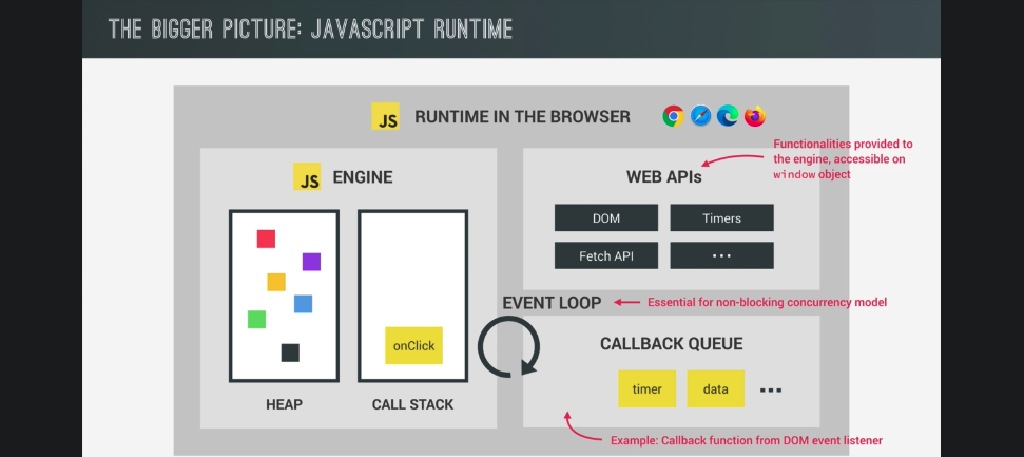 THE BIGGER PICTURE: JAVASCRIPT RUNTIME
JS RUNTIME IN THE BROWSER
Functionalities provided to
the engine, accessible on
window object
JS ENGINE
WEB APIs
DOM
Timers
Fetch API
...
EVENT LOOP
Essential for non-blocking concurrency model
onClick
CALLBACK QUEUE
timer
data
...
HEAP
CALL STACK
Example: Callback function from DOM event listener